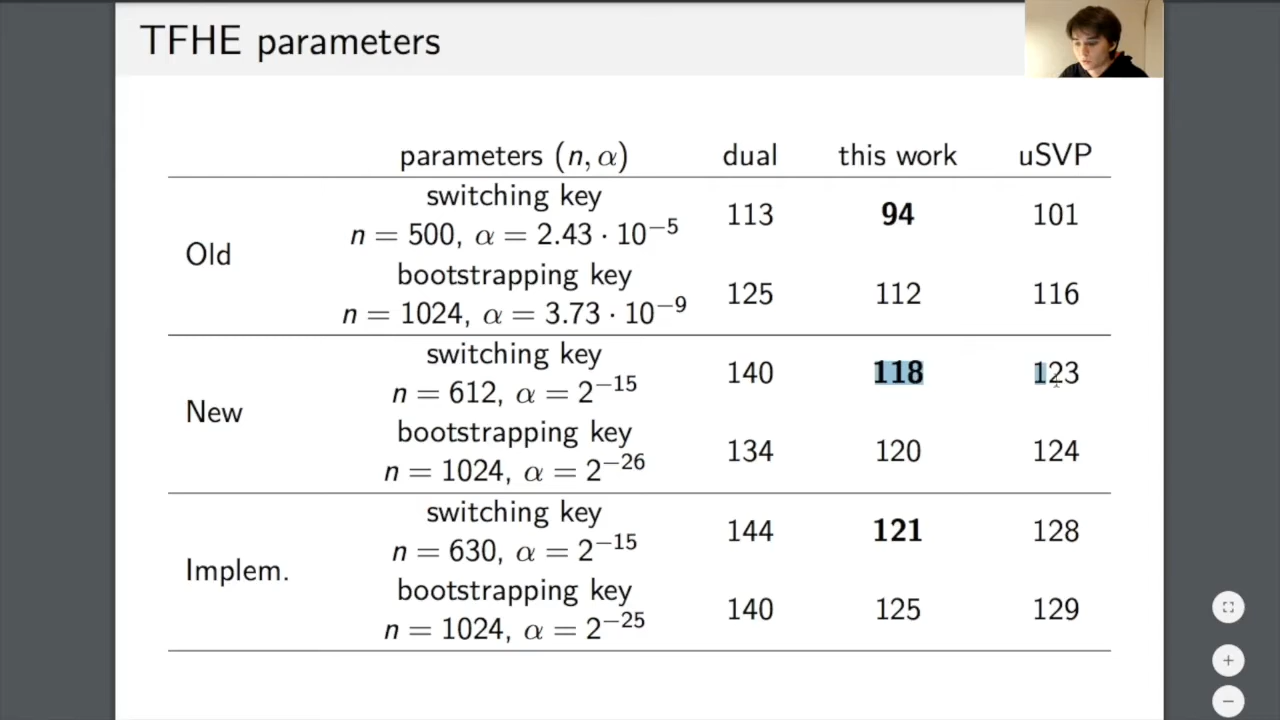 TFHE parameters
parameters (n, α) dual this work uSVP
switching key
n = 500, α = 2.43 · 10⁻⁵ 113 94 101
Old
bootstrapping key
n = 1024, α = 3.73 · 10⁻⁹ 125 112 116
switching key
n = 612, α = 2⁻¹⁵ 140 118 123
New
bootstrapping key
n = 1024, α = 2⁻²⁶ 134 120 124
switching key
n = 630, α = 2⁻¹⁵ 144 121 128
Implem.
bootstrapping key
n = 1024, α = 2⁻²⁵ 140 125 129